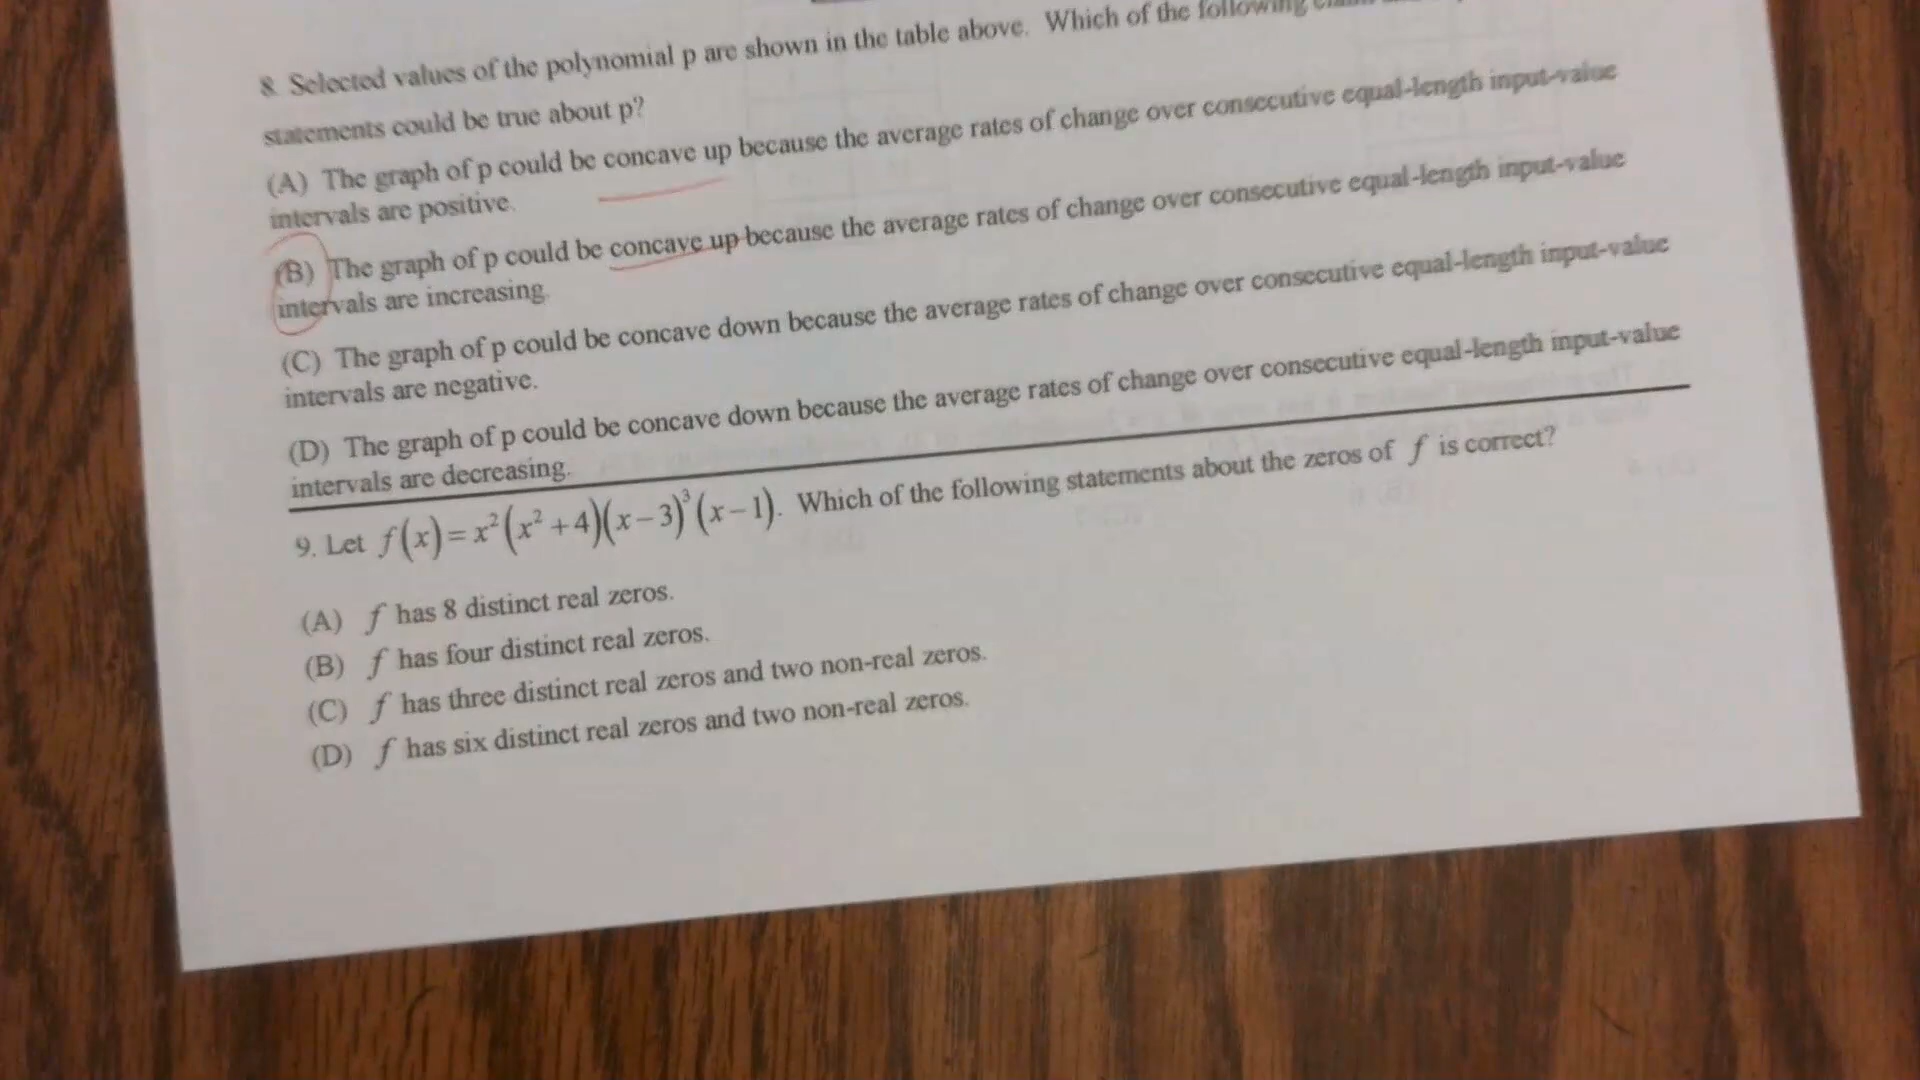 8. Selected values of the polynomial p are shown in the table above. Which of the following
statements could be true about p?
(A) The graph of p could be concave up because the average rates of change over consecutive equal-length input-value
intervals are positive.
(B) The graph of p could be concave up because the average rates of change over consecutive equal-length input-value
intervals are increasing.
(C) The graph of p could be concave down because the average rates of change over consecutive equal-length input-value
intervals are negative.
(D) The graph of p could be concave down because the average rates of change over consecutive equal-length input-value
intervals are decreasing.
9. Let f(x) = x²(x² + 4)(x − 3)³(x − 1). Which of the following statements about the zeros of f is correct?
(A) f has 8 distinct real zeros.
(B) f has four distinct real zeros.
(C) f has three distinct real zeros and two non-real zeros.
(D) f has six distinct real zeros and two non-real zeros.